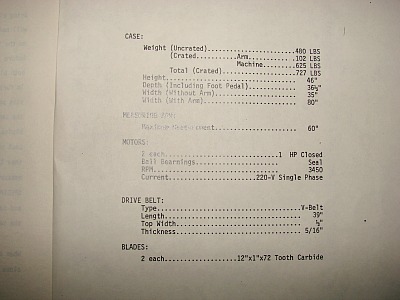 CASE:
Weight (Uncrated)......................480 LBS
(Crated..........Arm............102 LBS
Machine........625 LBS
Total (Crated)..................727 LBS
Height................................... 46"
Depth (Including Foot Pedal)............ 36½"
Width (Without Arm)..................... 35"
Width (With Arm)........................ 80"
MEASURING ARM:
Maximum Measurement.................... 60"
MOTORS:
2 each............................1 HP Closed
Ball Bearnings..................... Seal
RPM................................ 3450
Current.....................220-V Single Phase
DRIVE BELT:
Type....................................V-Belt
Length................................. 39"
Top Width.............................. ½"
Thickness.............................. 5/16"
BLADES:
2 each..................12"x1"x72 Tooth Carbide